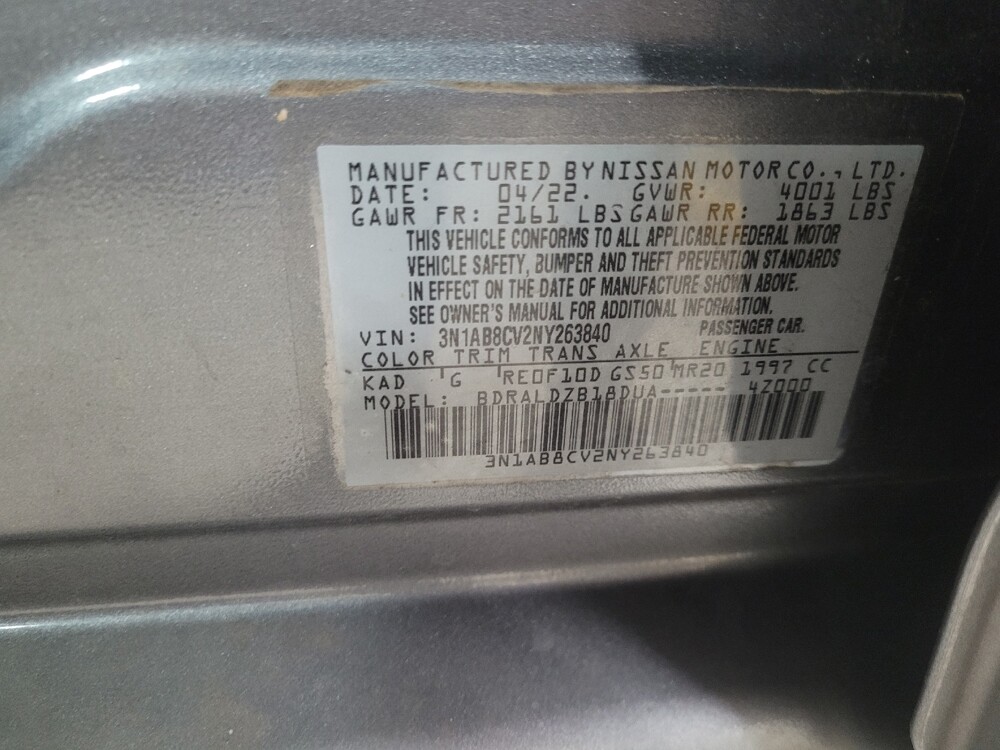 MANUFACTURED BY NISSAN MOTOR CO., LTD.
DATE: 04/22. GVWR: 4001 LBS
GAWR FR: 2161 LBS GAWR RR: 1863 LBS
THIS VEHICLE CONFORMS TO ALL APPLICABLE FEDERAL MOTOR
VEHICLE SAFETY, BUMPER AND THEFT PREVENTION STANDARDS
IN EFFECT ON THE DATE OF MANUFACTURE SHOWN ABOVE.
SEE OWNER'S MANUAL FOR ADDITIONAL INFORMATION.
VIN: 3N1AB8CV2NY263840 PASSENGER CAR.
COLOR TRIM TRANS AXLE ENGINE
KAD G RE0F10D GS50 MR20 1997 CC
MODEL: BDRALDZB18DUA----- 4Z000
3N1AB8CV2NY263840